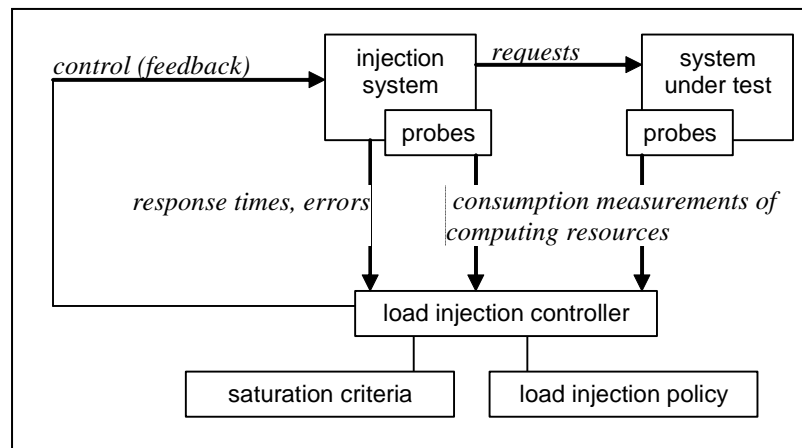 control (feedback)
injection
system
requests
system
under test
probes
probes
response times, errors
consumption measurements of
computing resources
load injection controller
saturation criteria
load injection policy